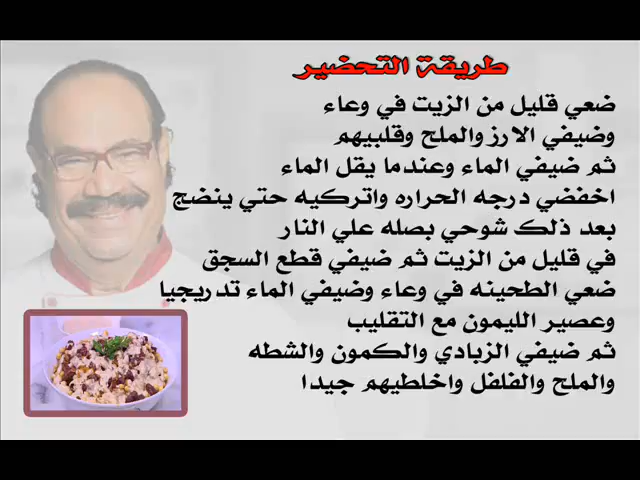 طريقة التحضير
ضعي قليل من الزيت في وعاء
وضيفي الارز والملح وقلبيهم
ثم ضيفي الماء وعندما يقل الماء
اخفضي درجه الحراره واتركيه حتي ينضج
بعد ذلك شوحي بصله علي النار
في قليل من الزيت ثم ضيفي قطع السجق
ضعي الطحينه في وعاء وضيفي الماء تدريجيا
وعصير الليمون مع التقليب
ثم ضيفي الزبادي والكمون والشطه
والملح والفلفل واخلطيهم جيدا